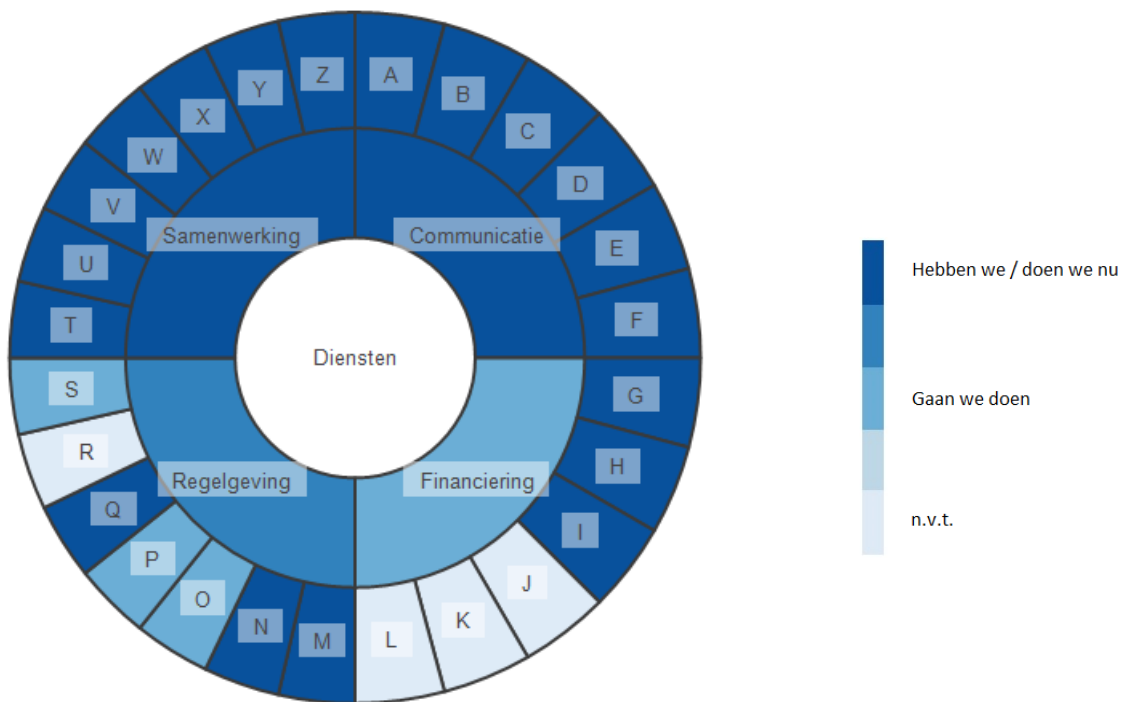 Z
A
Y
B
X
C
W
D
V
E
Samenwerking
Communicatie
U
F
T
Diensten
S
G
R
H
Regelgeving
Financiering
Q
I
P
J
O
K
N
L
M
Hebben we / doen we nu
Gaan we doen
n.v.t.